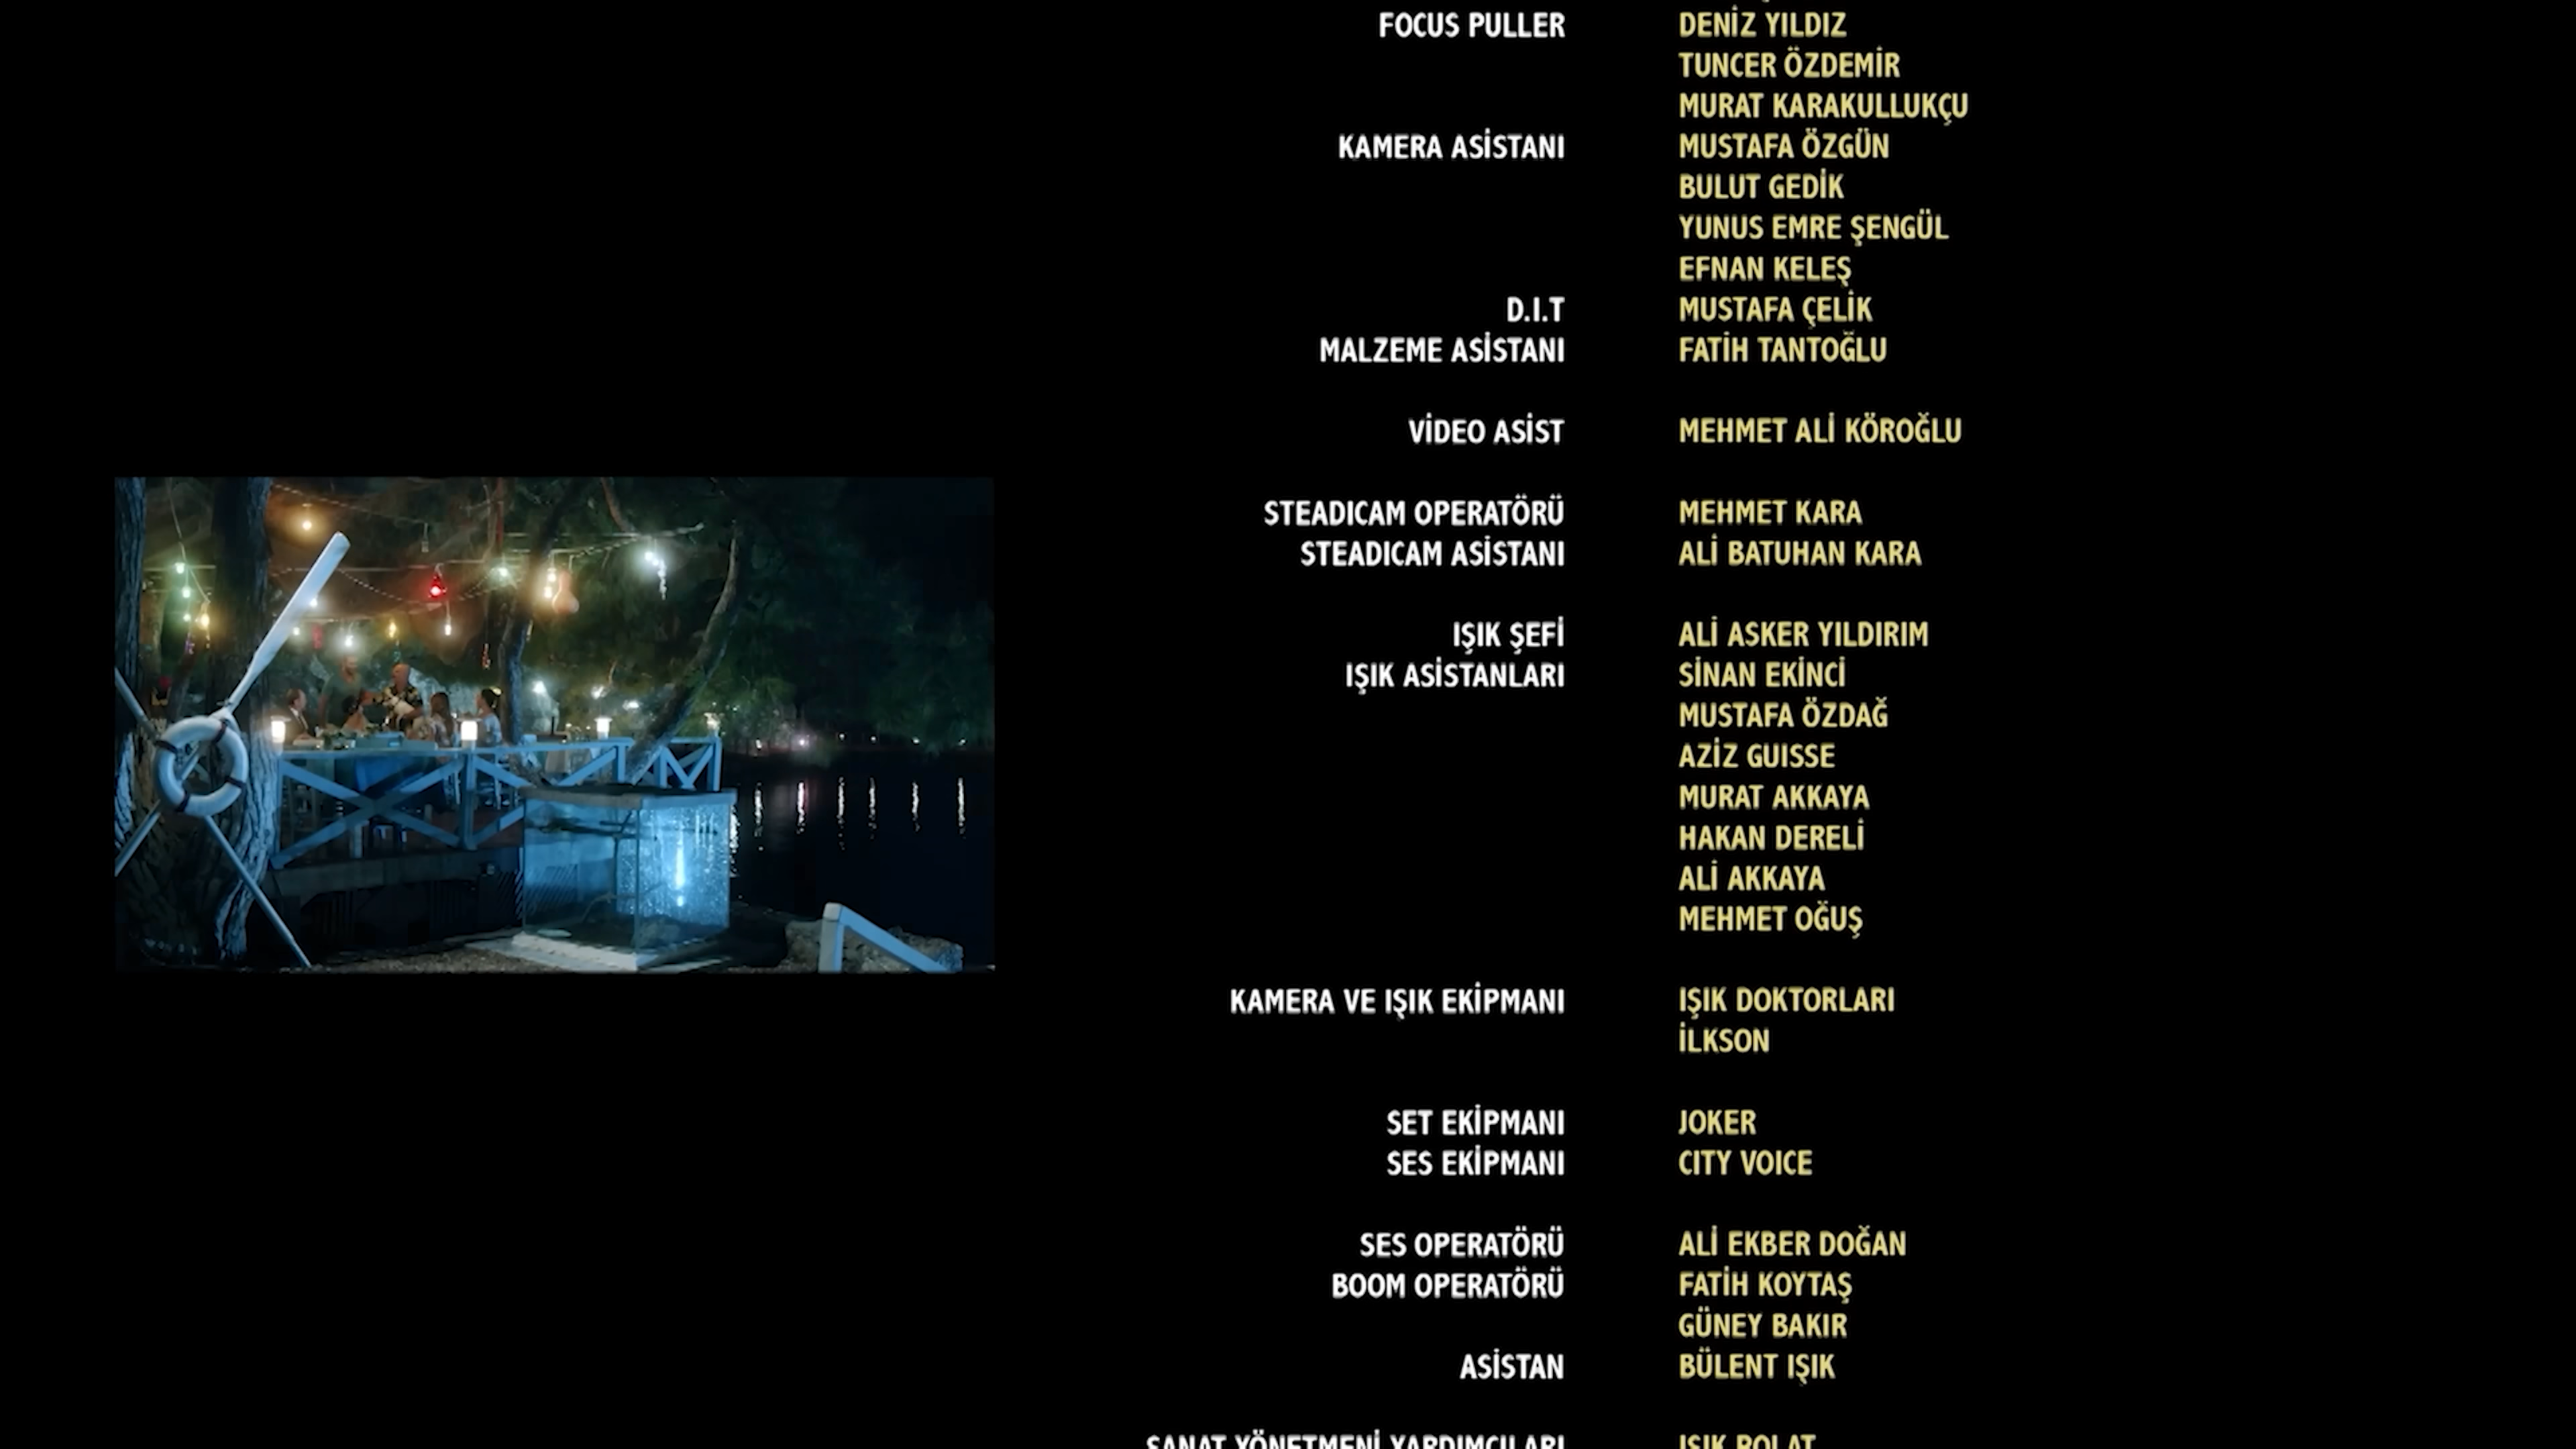 FOCUS PULLER DENİZ YILDIZ
TUNCER ÖZDEMİR
MURAT KARAKULLUKÇU
KAMERA ASİSTANI MUSTAFA ÖZGÜN
BULUT GEDİK
YUNUS EMRE ŞENGÜL
EFNAN KELEŞ
D.I.T MUSTAFA ÇELİK
MALZEME ASİSTANI FATİH TANTOĞLU
VİDEO ASİST MEHMET ALİ KÖROĞLU
STEADICAM OPERATÖRÜ MEHMET KARA
STEADICAM ASİSTANI ALİ BATUHAN KARA
IŞIK ŞEFİ ALİ ASKER YILDIRIM
IŞIK ASİSTANLARI SİNAN EKİNCİ
MUSTAFA ÖZDAĞ
AZİZ GUISSE
MURAT AKKAYA
HAKAN DERELİ
ALİ AKKAYA
MEHMET OĞUŞ
KAMERA VE IŞIK EKİPMANI IŞIK DOKTORLARI
İLKSON
SET EKİPMANI JOKER
SES EKİPMANI CITY VOICE
SES OPERATÖRÜ ALİ EKBER DOĞAN
BOOM OPERATÖRÜ FATİH KOYTAŞ
GÜNEY BAKIR
ASİSTAN BÜLENT IŞIK
SANAT YÖNETMENİ YARDIMCILARI IŞIK POLAT